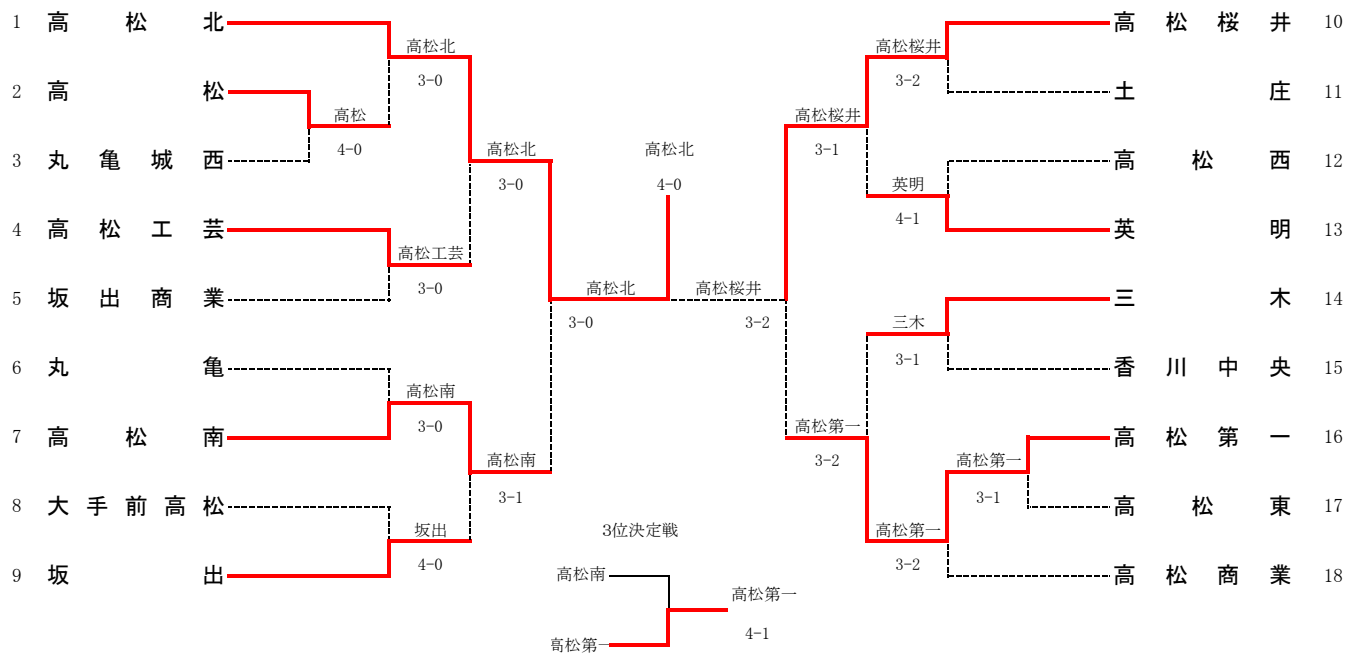 1 高松北
高松桜井 10
高松北
高松桜井
3-0
3-2
2 高松
土庄 11
高松
高松桜井
4-0
高松北
高松北
3-1
3 丸亀城西
高松西 12
3-0
4-0
英明
4-1
4 高松工芸
英明 13
高松工芸
3-0
高松北
高松桜井
5 坂出商業
三木 14
3-0
3-2
三木
3-1
6 丸亀
香川中央 15
高松南
3-0
高松第一
7 高松南
高松第一 16
高松南
3-2
高松第一
3-1
3-1
8 大手前高松
高松東 17
坂出
3位決定戦
高松第一
4-0
3-2
9 坂出
高松南
高松商業 18
高松第一
4-1
高松第一